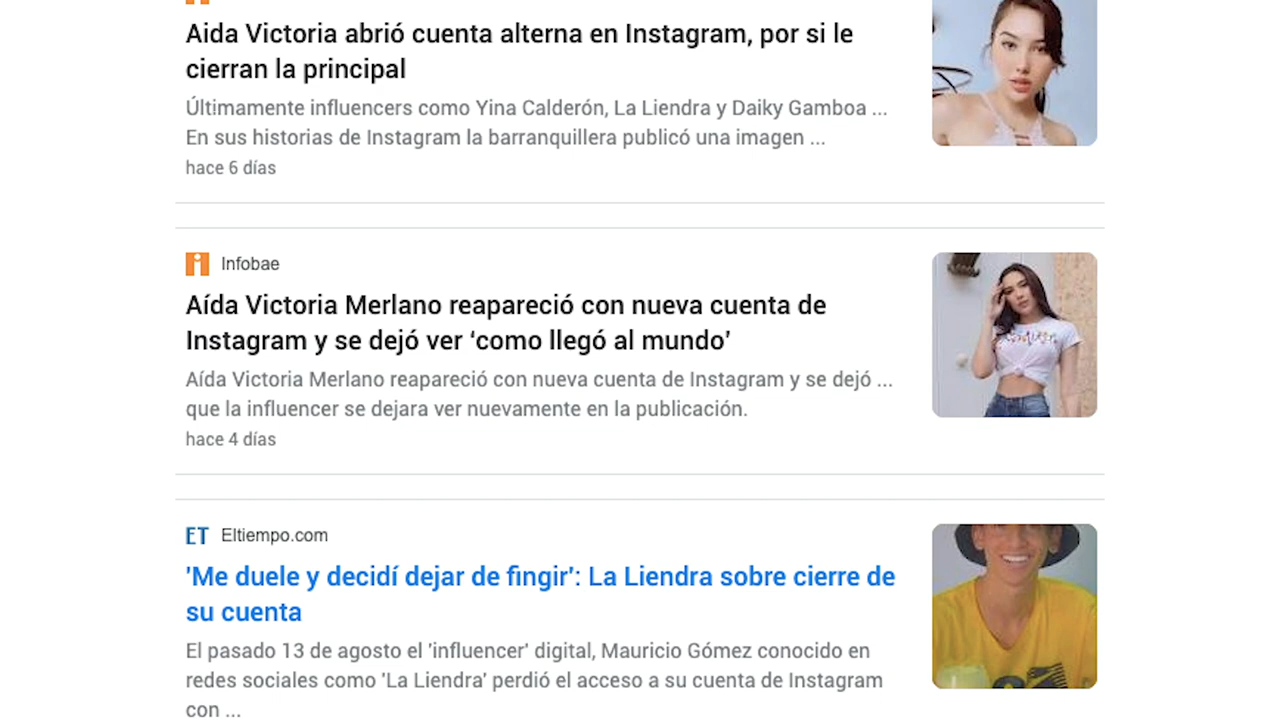 Aida Victoria abrió cuenta alterna en Instagram, por si le
cierran la principal
Últimamente influencers como Yina Calderón, La Liendra y Daiky Gamboa ...
En sus historias de Instagram la barranquillera publicó una imagen ...
hace 6 días
Infobae
Aída Victoria Merlano reapareció con nueva cuenta de
Instagram y se dejó ver ‘como llegó al mundo’
Aída Victoria Merlano reapareció con nueva cuenta de Instagram y se dejó ...
que la influencer se dejara ver nuevamente en la publicación.
hace 4 días
ET Eltiempo.com
'Me duele y decidí dejar de fingir': La Liendra sobre cierre de
su cuenta
El pasado 13 de agosto el 'influencer' digital, Mauricio Gómez conocido en
redes sociales como 'La Liendra' perdió el acceso a su cuenta de Instagram
con ...